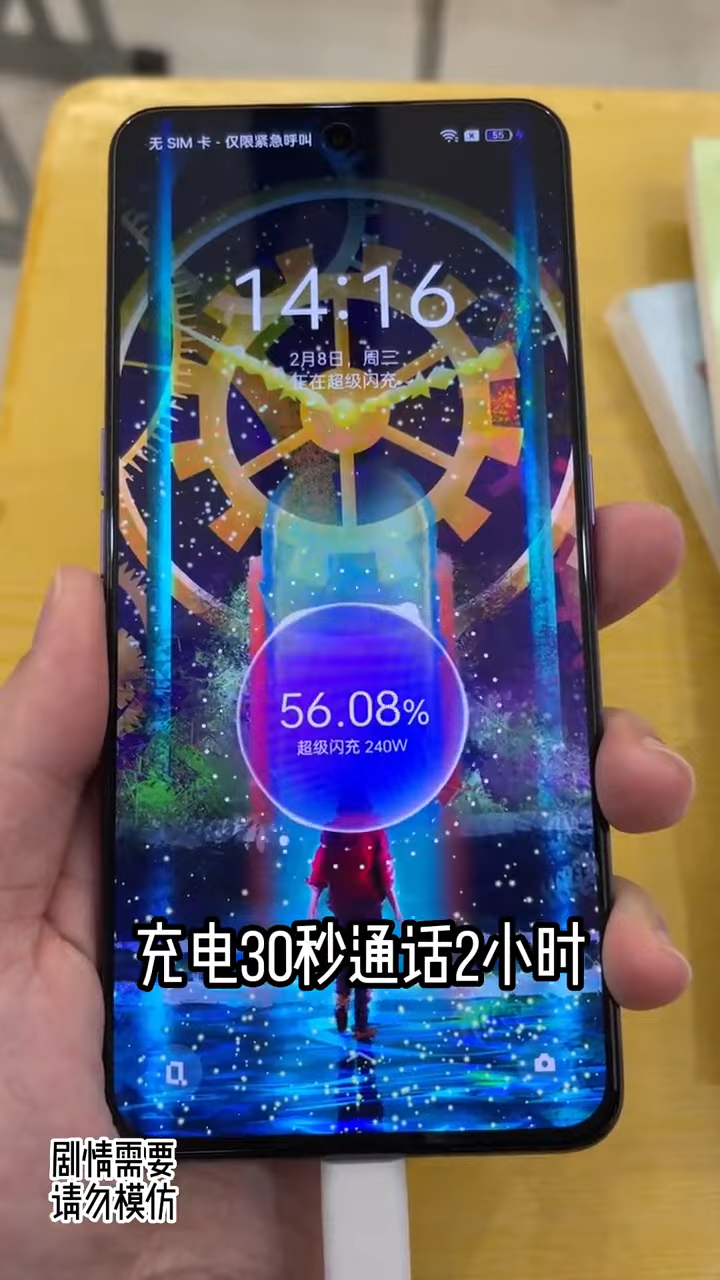 无 SIM 卡 - 仅限紧急呼叫
55
14:16
2月8日，周三
正在超级闪充
56.08%
超级闪充 240W
充电30秒通话2小时
剧情需要
请勿模仿